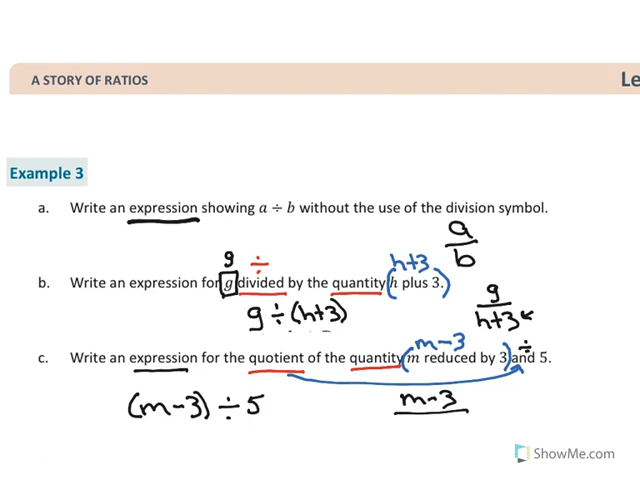 A STORY OF RATIOS
Le
Example 3
a. Write an expression showing a ÷ b without the use of the division symbol.
a
b
g ÷ h+3
b. Write an expression for g divided by the quantity (h plus 3.)
g
h+3
g ÷ (h+3)
m-3 ÷
c. Write an expression for the quotient of the quantity (m reduced by 3) and 5.
(m-3) ÷ 5
m-3
ShowMe.com